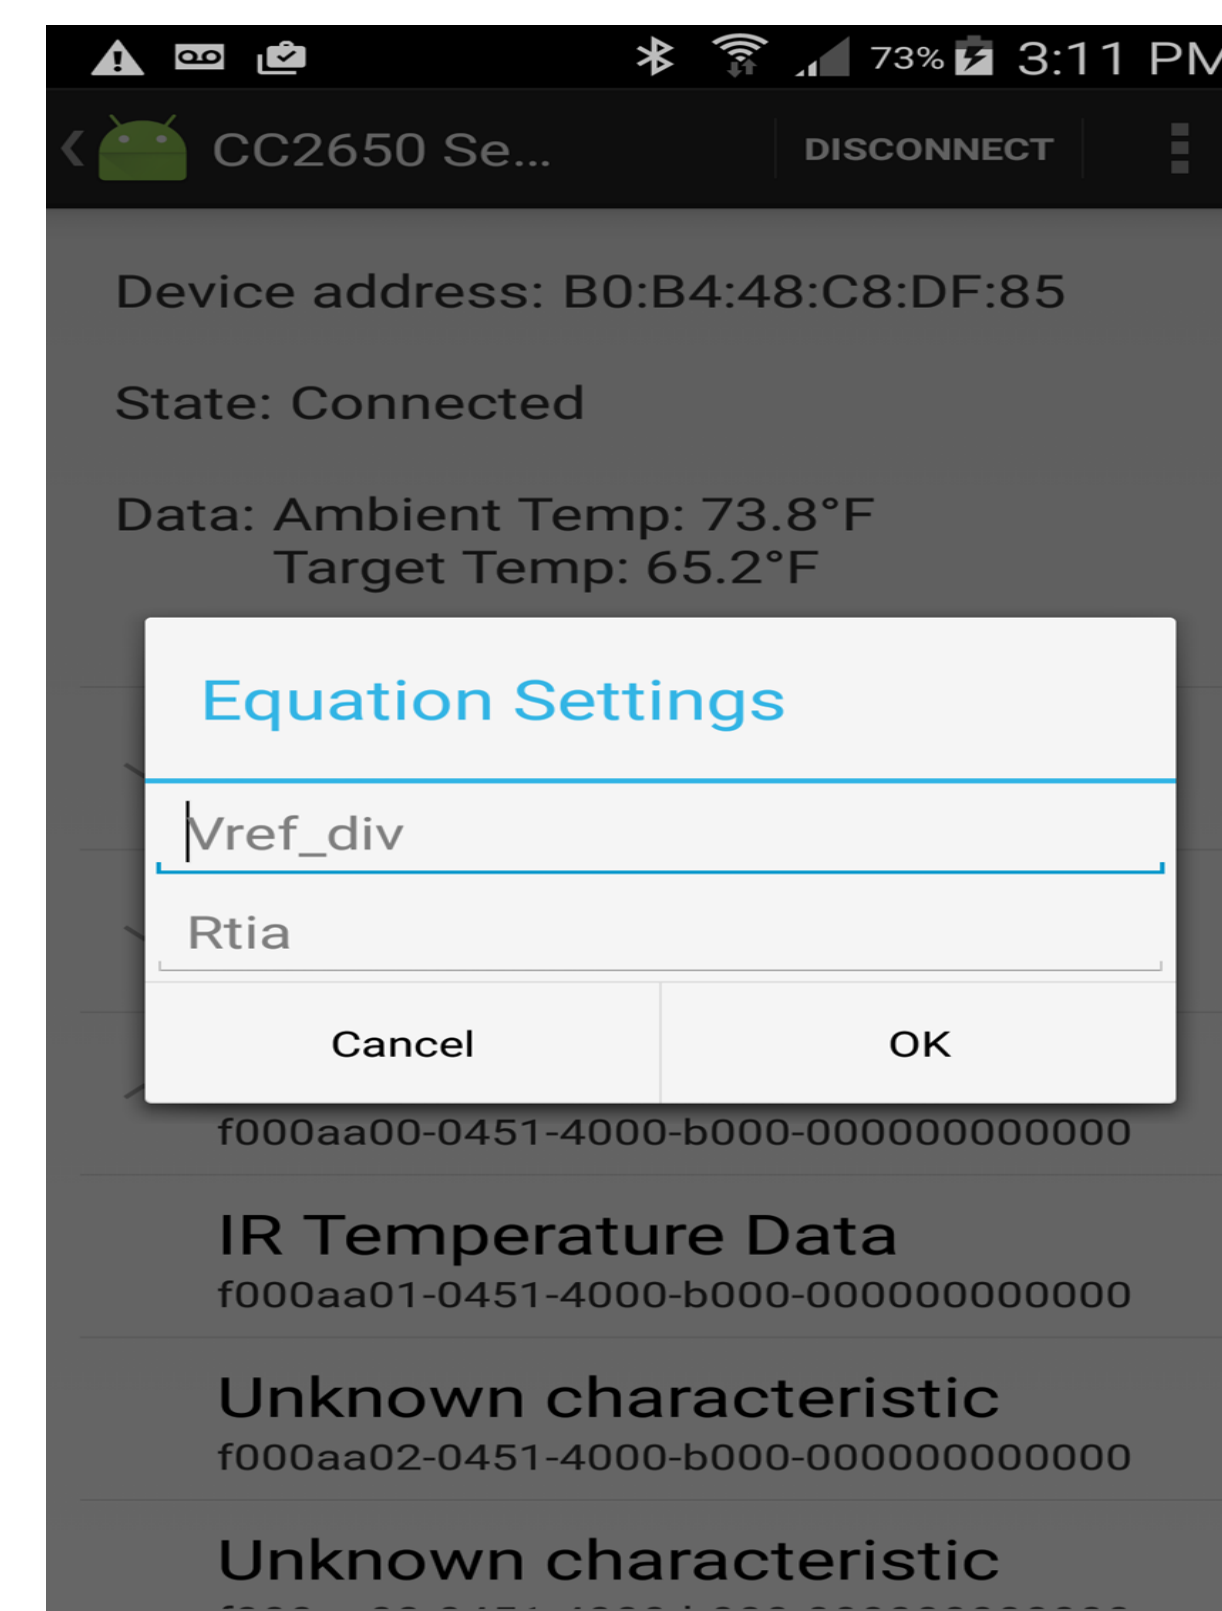 73% 3:11 PM
CC2650 Se... DISCONNECT
Device address: B0:B4:48:C8:DF:85
State: Connected
Data: Ambient Temp: 73.8°F
Target Temp: 65.2°F
Equation Settings
Vref_div
Rtia
Cancel OK
f000aa00-0451-4000-b000-000000000000
IR Temperature Data
f000aa01-0451-4000-b000-000000000000
Unknown characteristic
f000aa02-0451-4000-b000-000000000000
Unknown characteristic